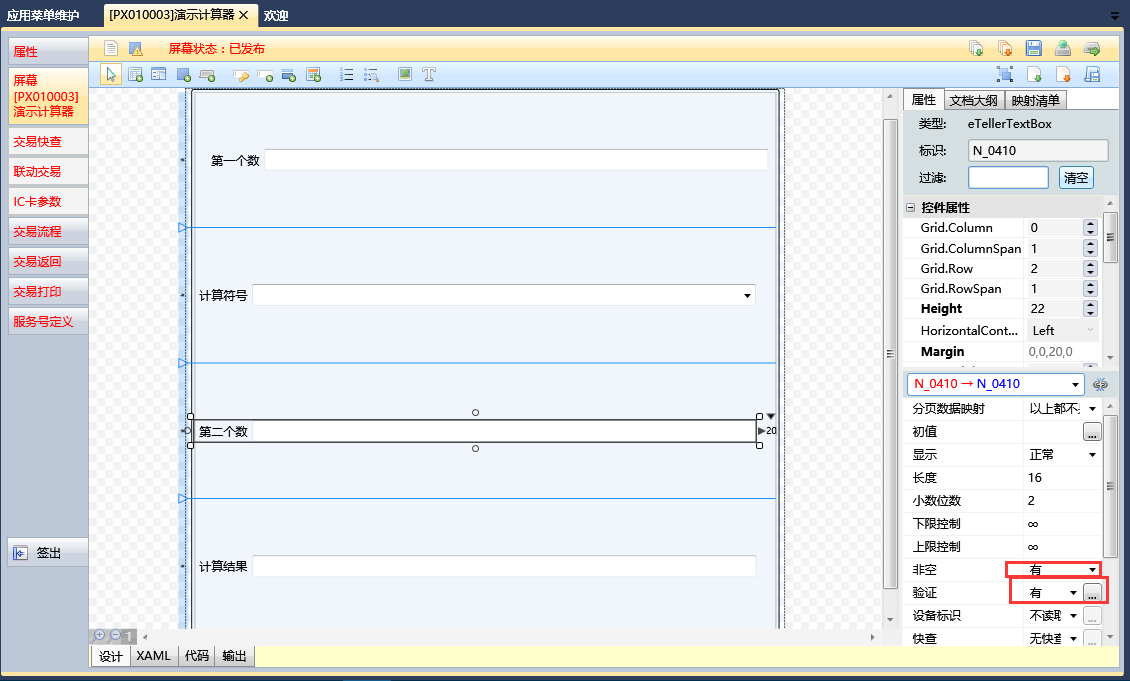 应用菜单维护
[PX010003]演示计算器
欢迎
属性
屏幕
[PX010003]
演示计算器
交易快查
联动交易
IC卡参数
交易流程
交易返回
交易打印
服务号定义
签出
屏幕状态：已发布
第一个数
计算符号
第二个数
20
计算结果
1
设计
XAML
代码
输出
属性
文档大纲
映射清单
类型:
eTellerTextBox
标识:
N_0410
过滤:
清空
控件属性
Grid.Column 0
Grid.ColumnSpan 1
Grid.Row 2
Grid.RowSpan 1
Height 22
HorizontalCont... Left
Margin 0,0,20,0
N_0410 → N_0410
分页数据映射 以上都不
初值 ...
显示 正常
长度 16
小数位数 2
下限控制 ∞
上限控制 ∞
非空 有
验证 有 ...
设备标识 不读取 ...
快查 无快查 ...